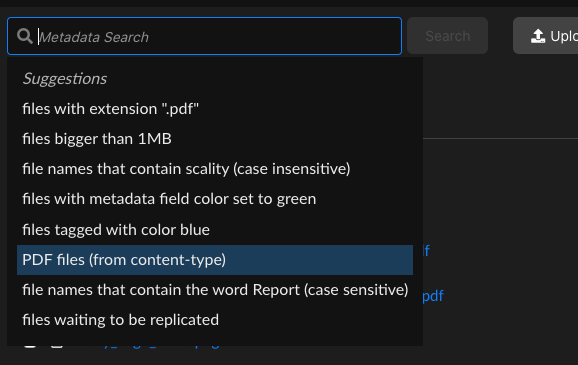 Metadata Search
Search
Uplo
Suggestions
files with extension ".pdf"
files bigger than 1MB
file names that contain scality (case insensitive)
files with metadata field color set to green
files tagged with color blue
PDF files (from content-type)
file names that contain the word Report (case sensitive)
pdf
files waiting to be replicated